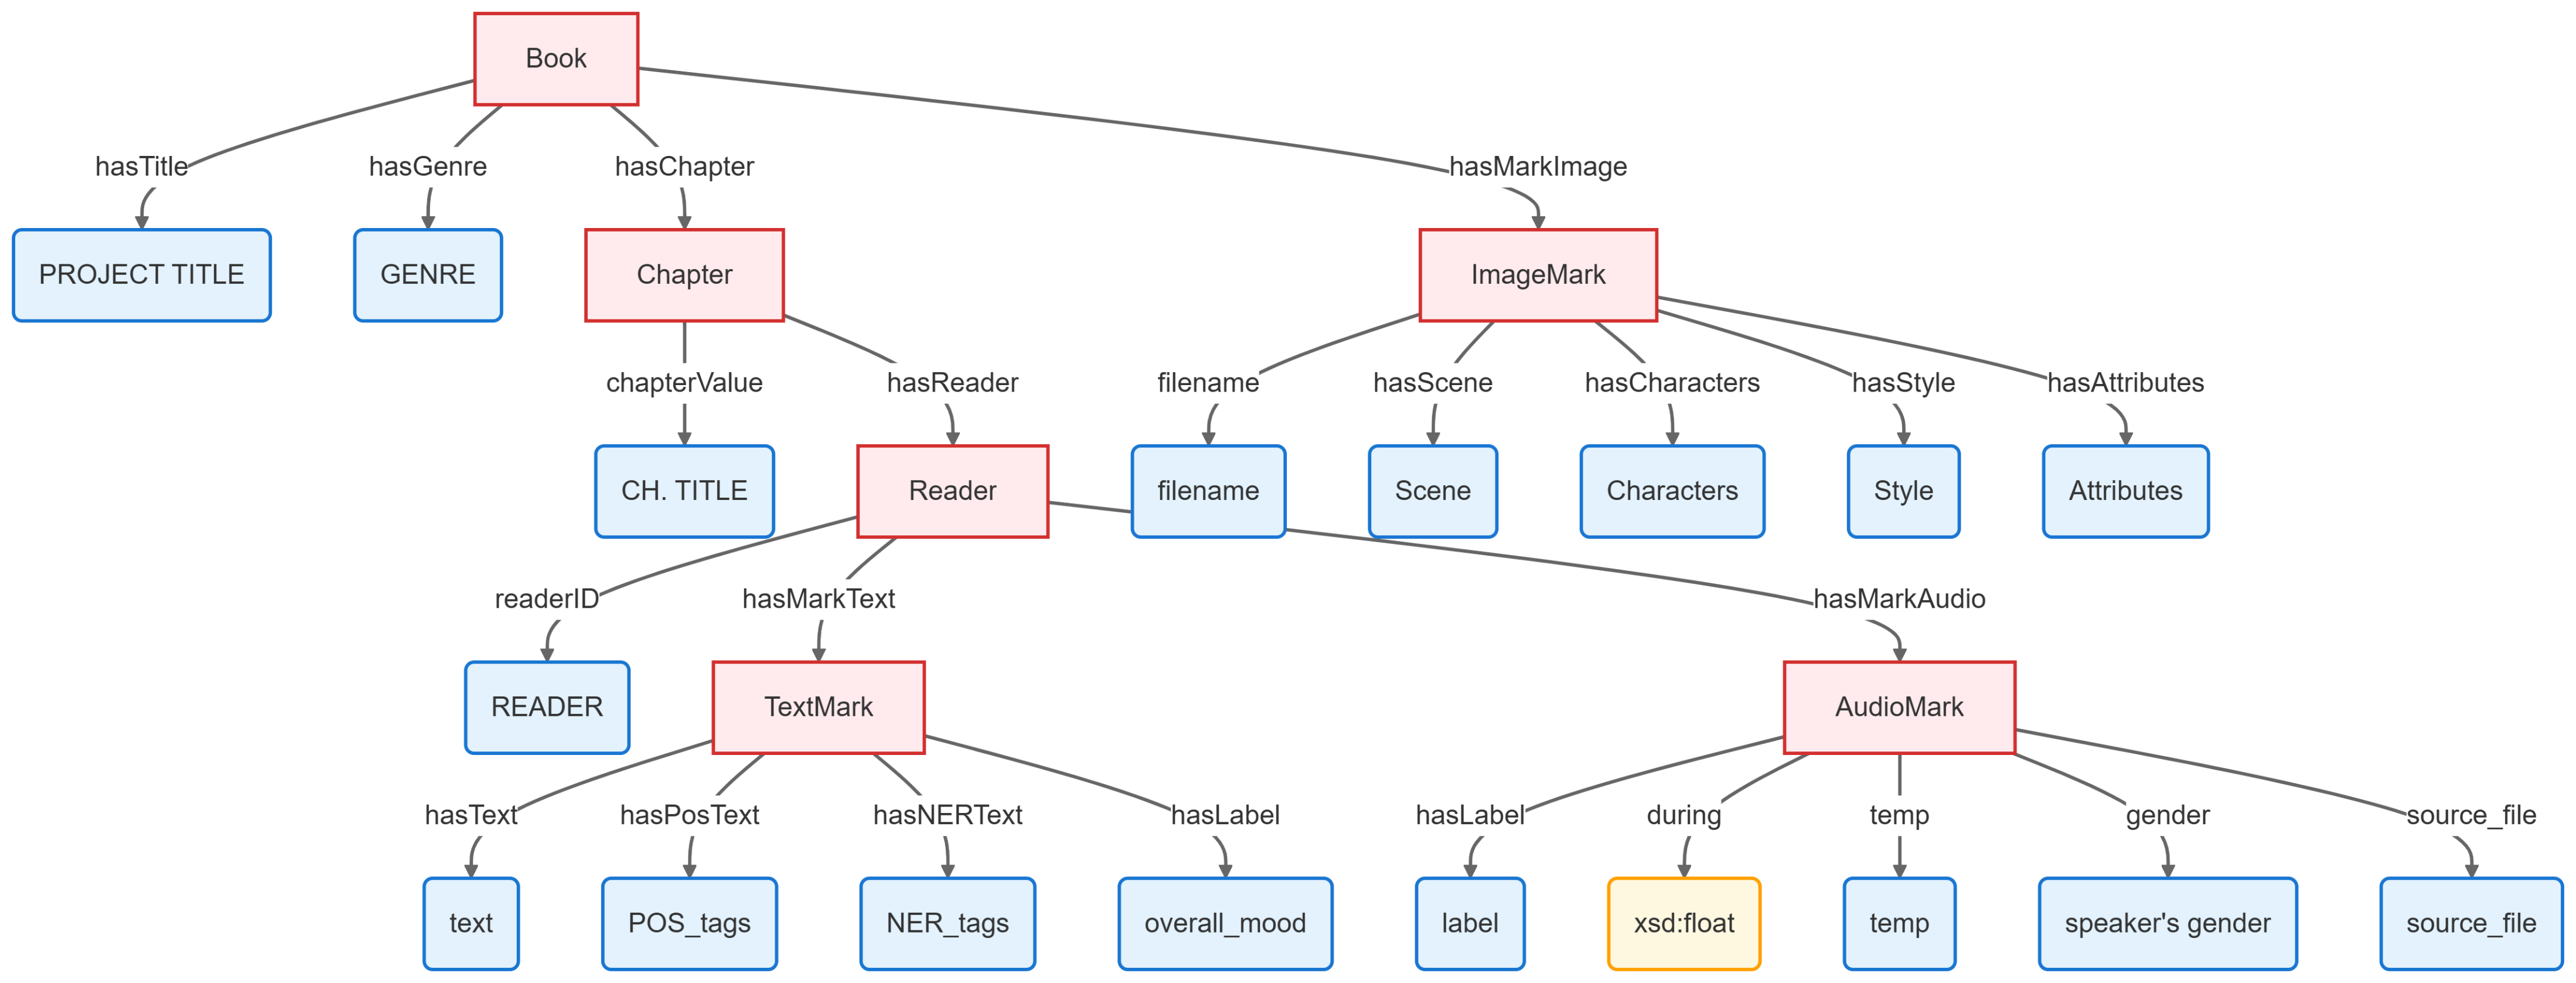 Book
hasTitle
hasGenre
hasChapter
hasMarkImage
PROJECT TITLE
GENRE
Chapter
ImageMark
chapterValue
hasReader
filename
hasScene
hasCharacters
hasStyle
hasAttributes
CH. TITLE
Reader
filename
Scene
Characters
Style
Attributes
readerID
hasMarkText
hasMarkAudio
READER
TextMark
AudioMark
hasText
hasPosText
hasNERText
hasLabel
hasLabel
during
temp
gender
source_file
text
POS_tags
NER_tags
overall_mood
label
xsd:float
temp
speaker's gender
source_file